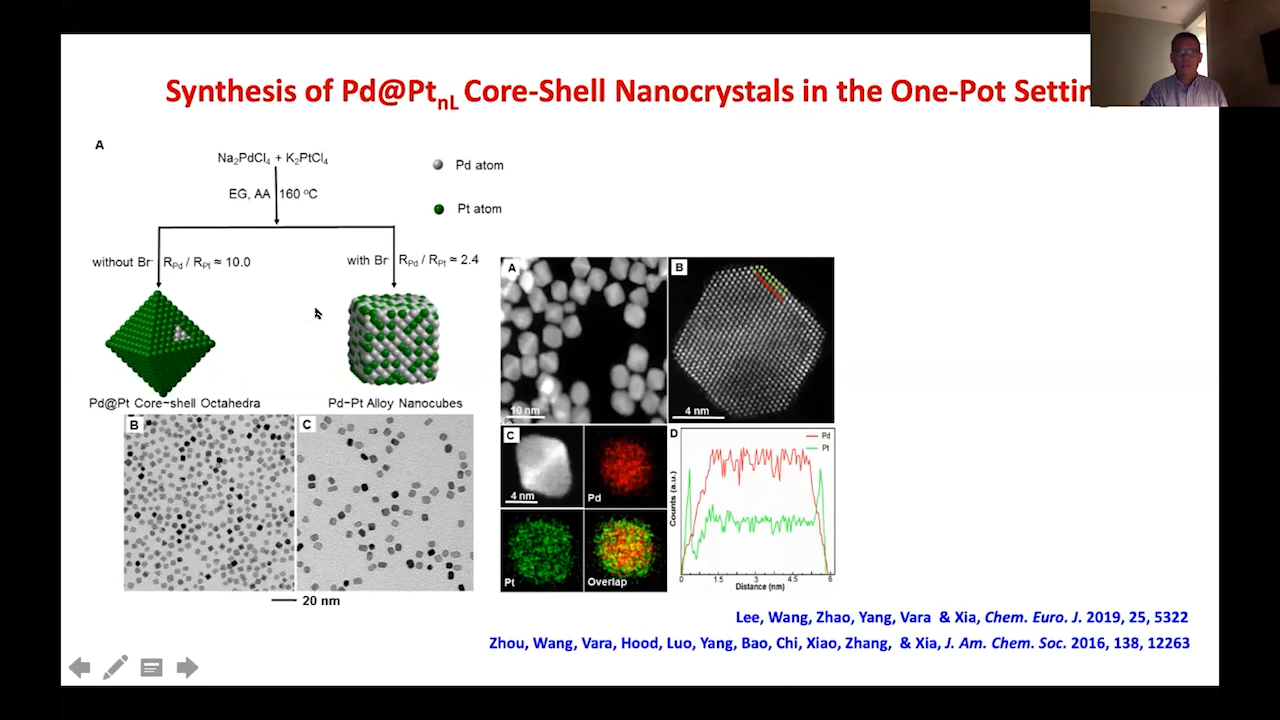 Synthesis of Pd@PtnL Core-Shell Nanocrystals in the One-Pot Settin
A
Na2PdCl4 + K2PtCl4
EG, AA 160 °C
Pd atom
Pt atom
without Br- RPd / RPt ≈ 10.0
with Br- RPd / RPt ≈ 2.4
Pd@Pt Core-shell Octahedra
Pd-Pt Alloy Nanocubes
B
C
20 nm
A
10 nm
B
4 nm
C
4 nm
Pd
Pt
Overlap
D
Pd
Pt
Counts (a.u.)
0 1.5 3 4.5 6
Distance (nm)
Lee, Wang, Zhao, Yang, Vara & Xia, Chem. Euro. J. 2019, 25, 5322
Zhou, Wang, Vara, Hood, Luo, Yang, Bao, Chi, Xiao, Zhang, & Xia, J. Am. Chem. Soc. 2016, 138, 12263